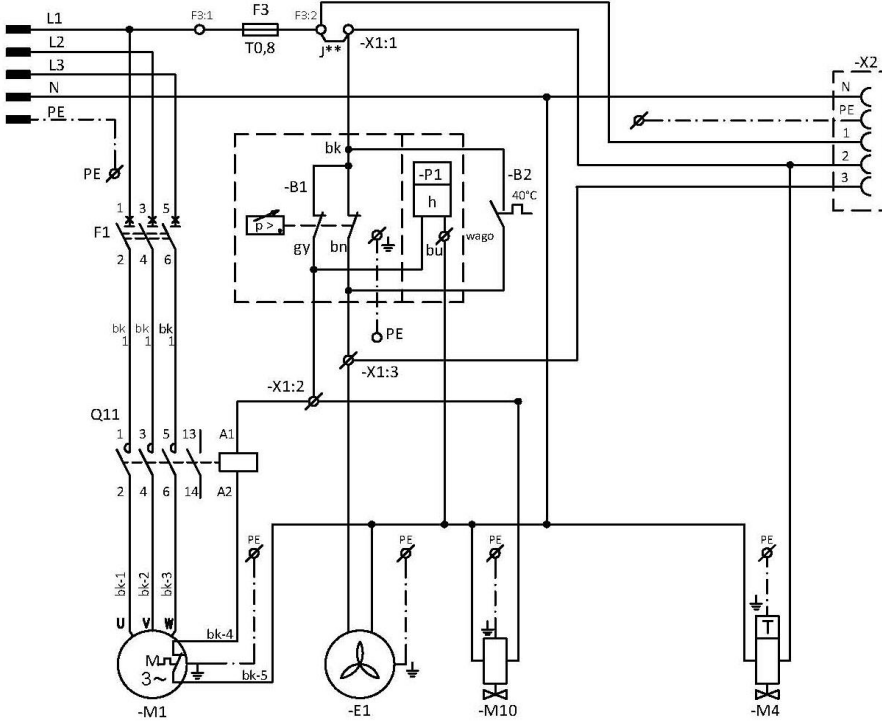 L1 F3:1 F3 F3:2
T0,8 J** -X1:1
L2
L3 -X2
N N
PE PE
1
bk 2
PE -B1 -P1 -B2 3
h 40°C
1 3 5
F1 p > wago
gy bn bu
2 4 6
bk bk bk PE
1 1 1
-X1:3
-X1:2
Q11
1 3 5 13 A1
2 4 6 14 A2
PE PE PE PE
bk-1 bk-2 bk-3
U V W
bk-4 T
M
3~
bk-5
-M1 -E1 -M10 -M4